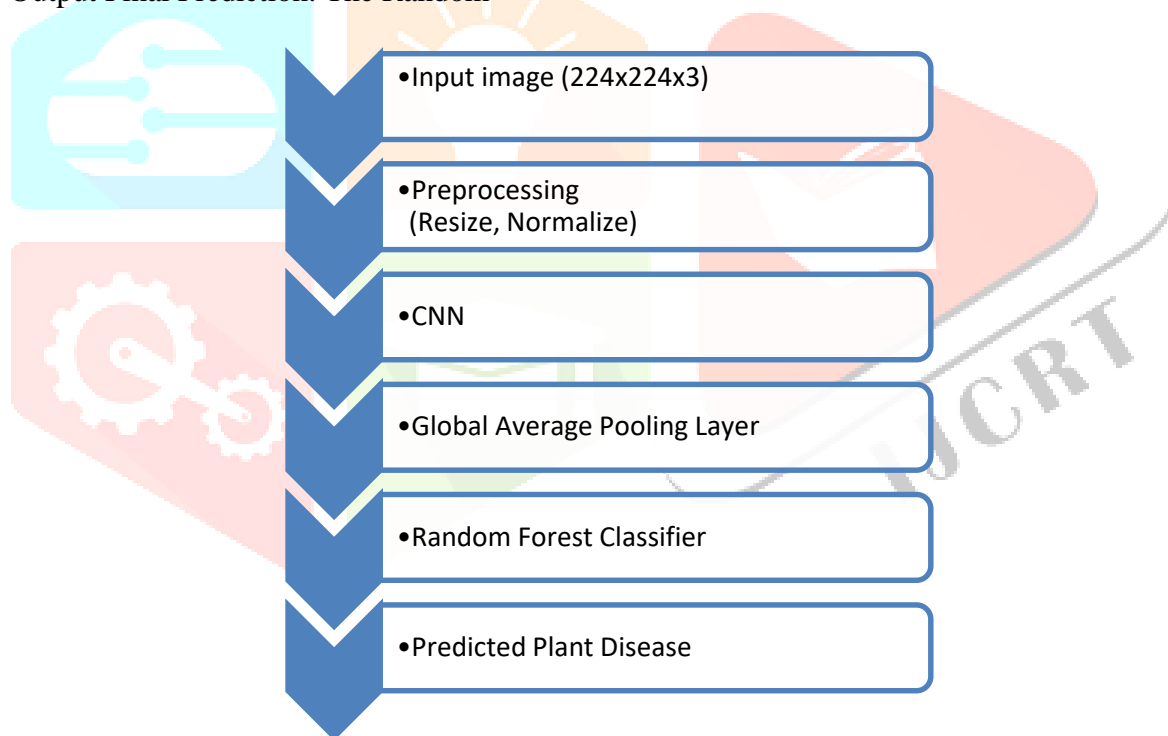 Output Final Prediction: The Random
•Input image (224x224x3)
•Preprocessing
(Resize, Normalize)
•CNN
•Global Average Pooling Layer
•Random Forest Classifier
•Predicted Plant Disease
IJCRT